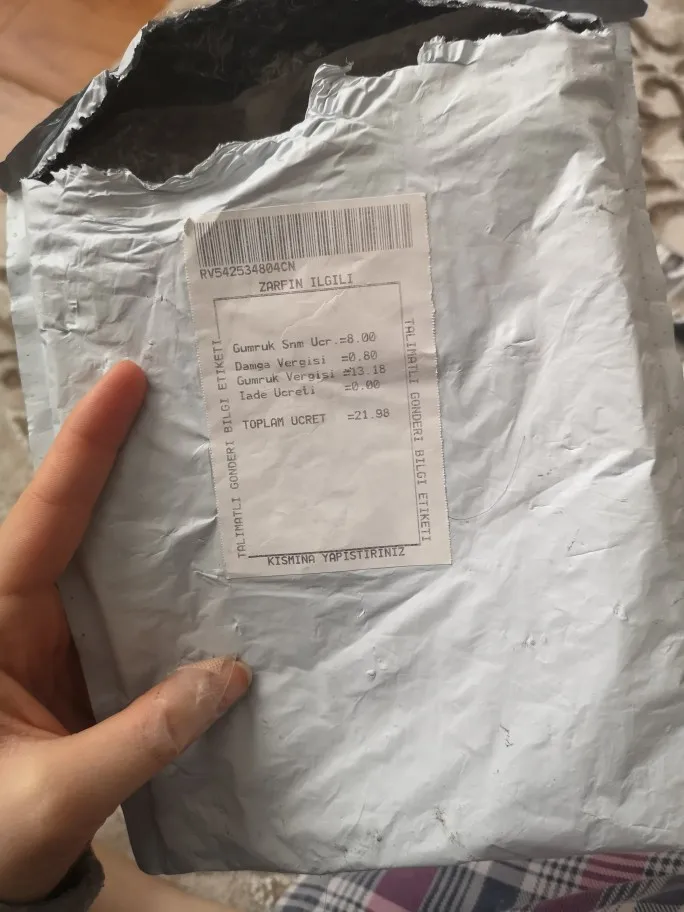 RV542534804CN
ZARFIN ILGILI
Gumruk Snm Ucr.=8.00
Damga Vergisi =0.80
Gumruk Vergisi =13.18
Iade Ucreti =0.00
TOPLAM UCRET =21.98
TALIMATLI GONDERI BILGI ETIKETI
TALIMATLI GONDERI BILGI ETIKETI
KISMINA YAPISTIRINIZ